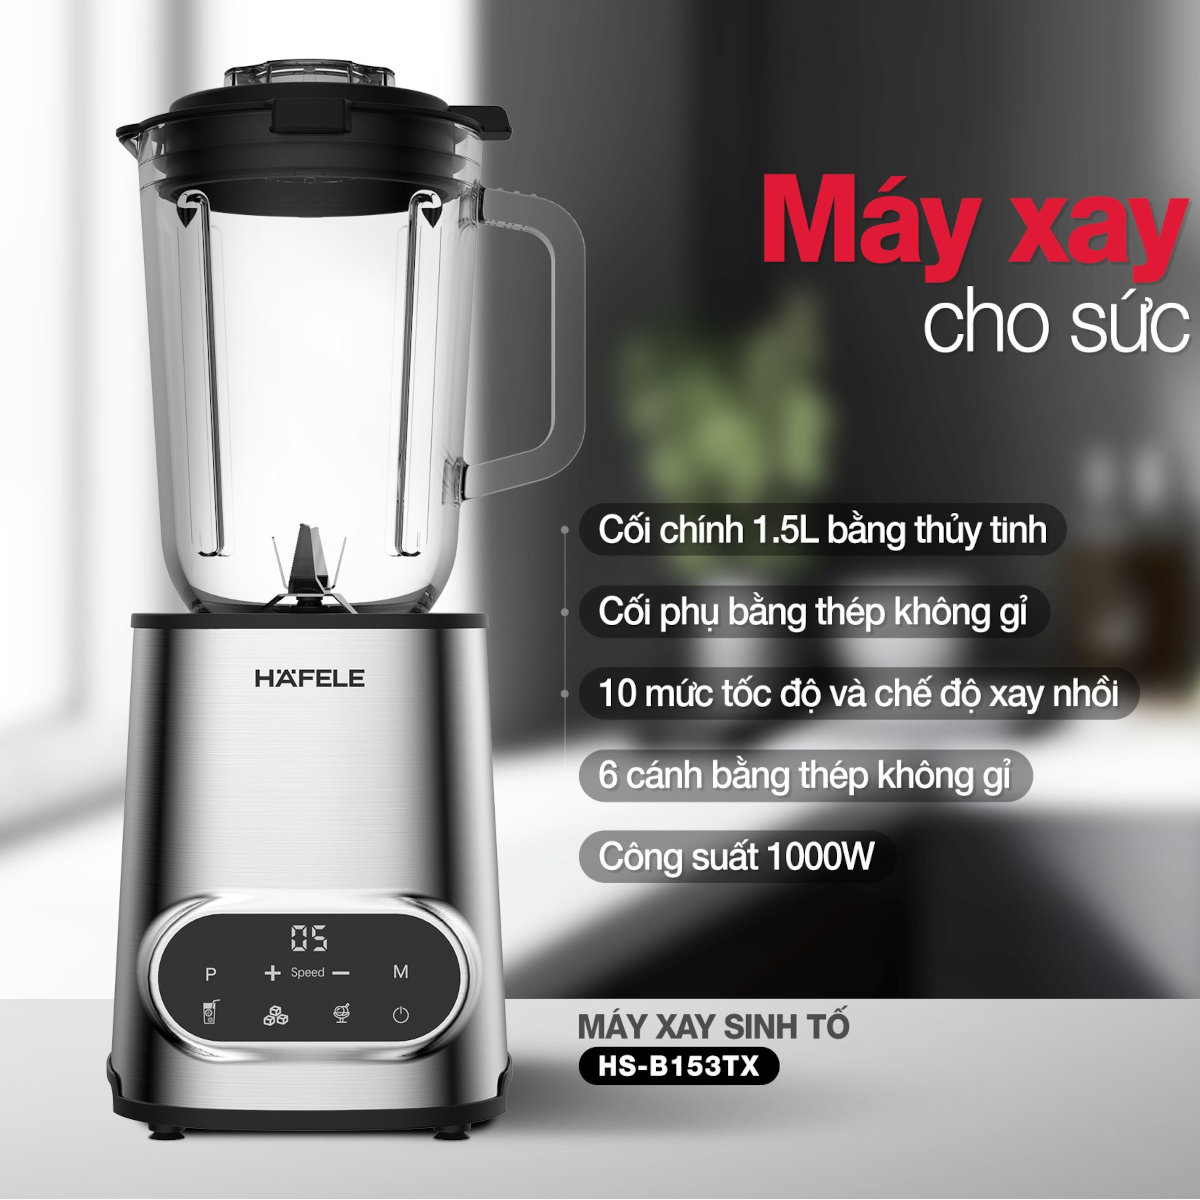 Máy xay
cho sức
Cối chính 1.5L bằng thủy tinh
Cối phụ bằng thép không gỉ
10 mức tốc độ và chế độ xay nhồi
6 cánh bằng thép không gỉ
Công suất 1000W
HÄFELE
05
P + Speed — M
MÁY XAY SINH TỐ
HS-B153TX